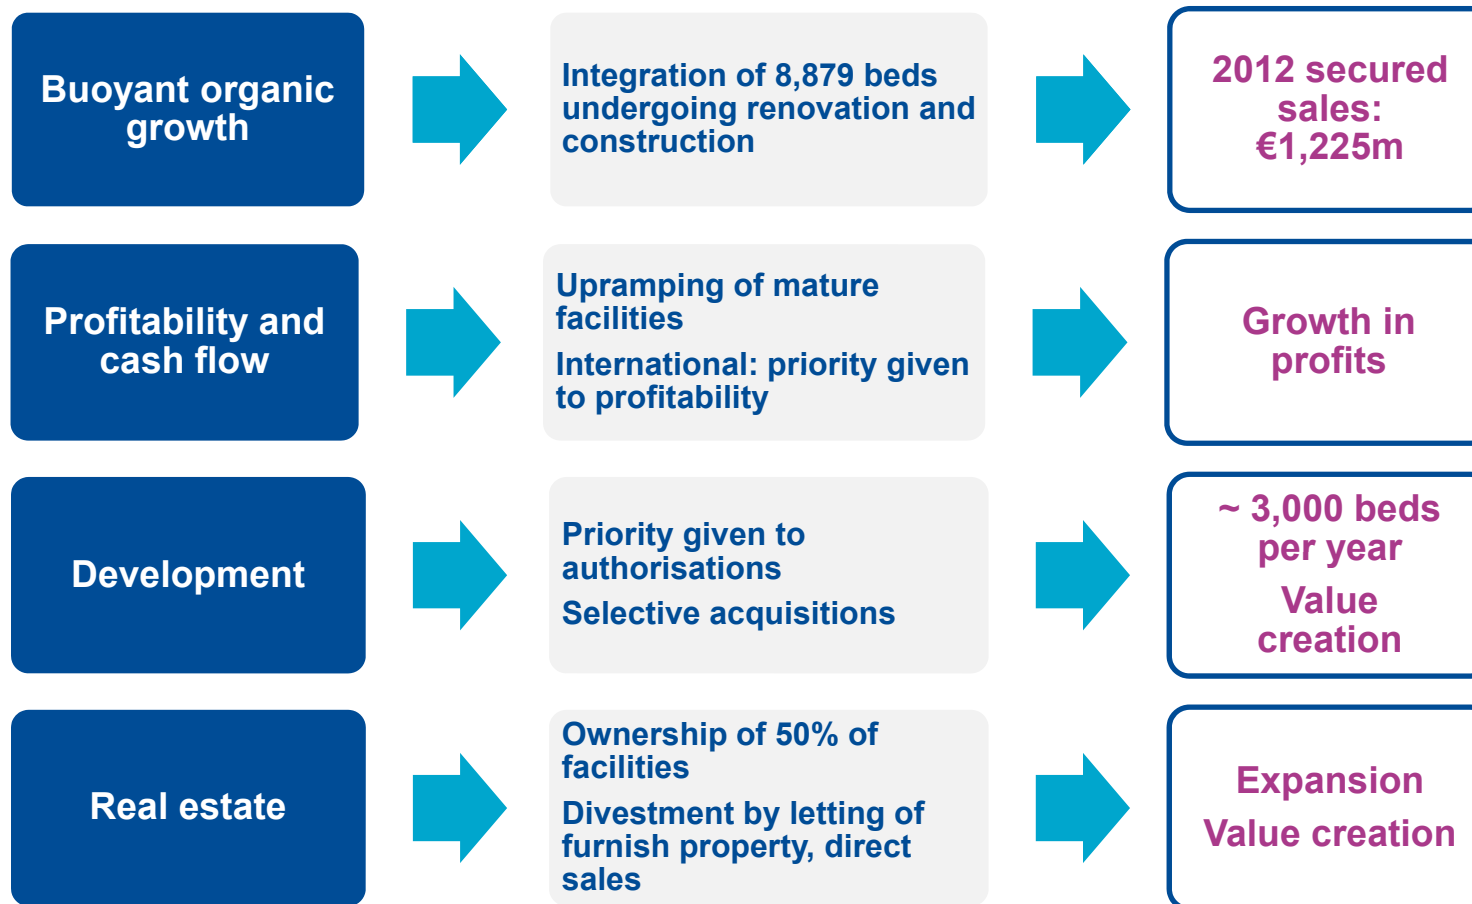 Buoyant organic
growth
Integration of 8,879 beds
undergoing renovation and
construction
2012 secured
sales:
€1,225m
Profitability and
cash flow
Upramping of mature
facilities
International: priority given
to profitability
Growth in
profits
Development
Priority given to
authorisations
Selective acquisitions
~ 3,000 beds
per year
Value
creation
Real estate
Ownership of 50% of
facilities
Divestment by letting of
furnish property, direct
sales
Expansion
Value creation